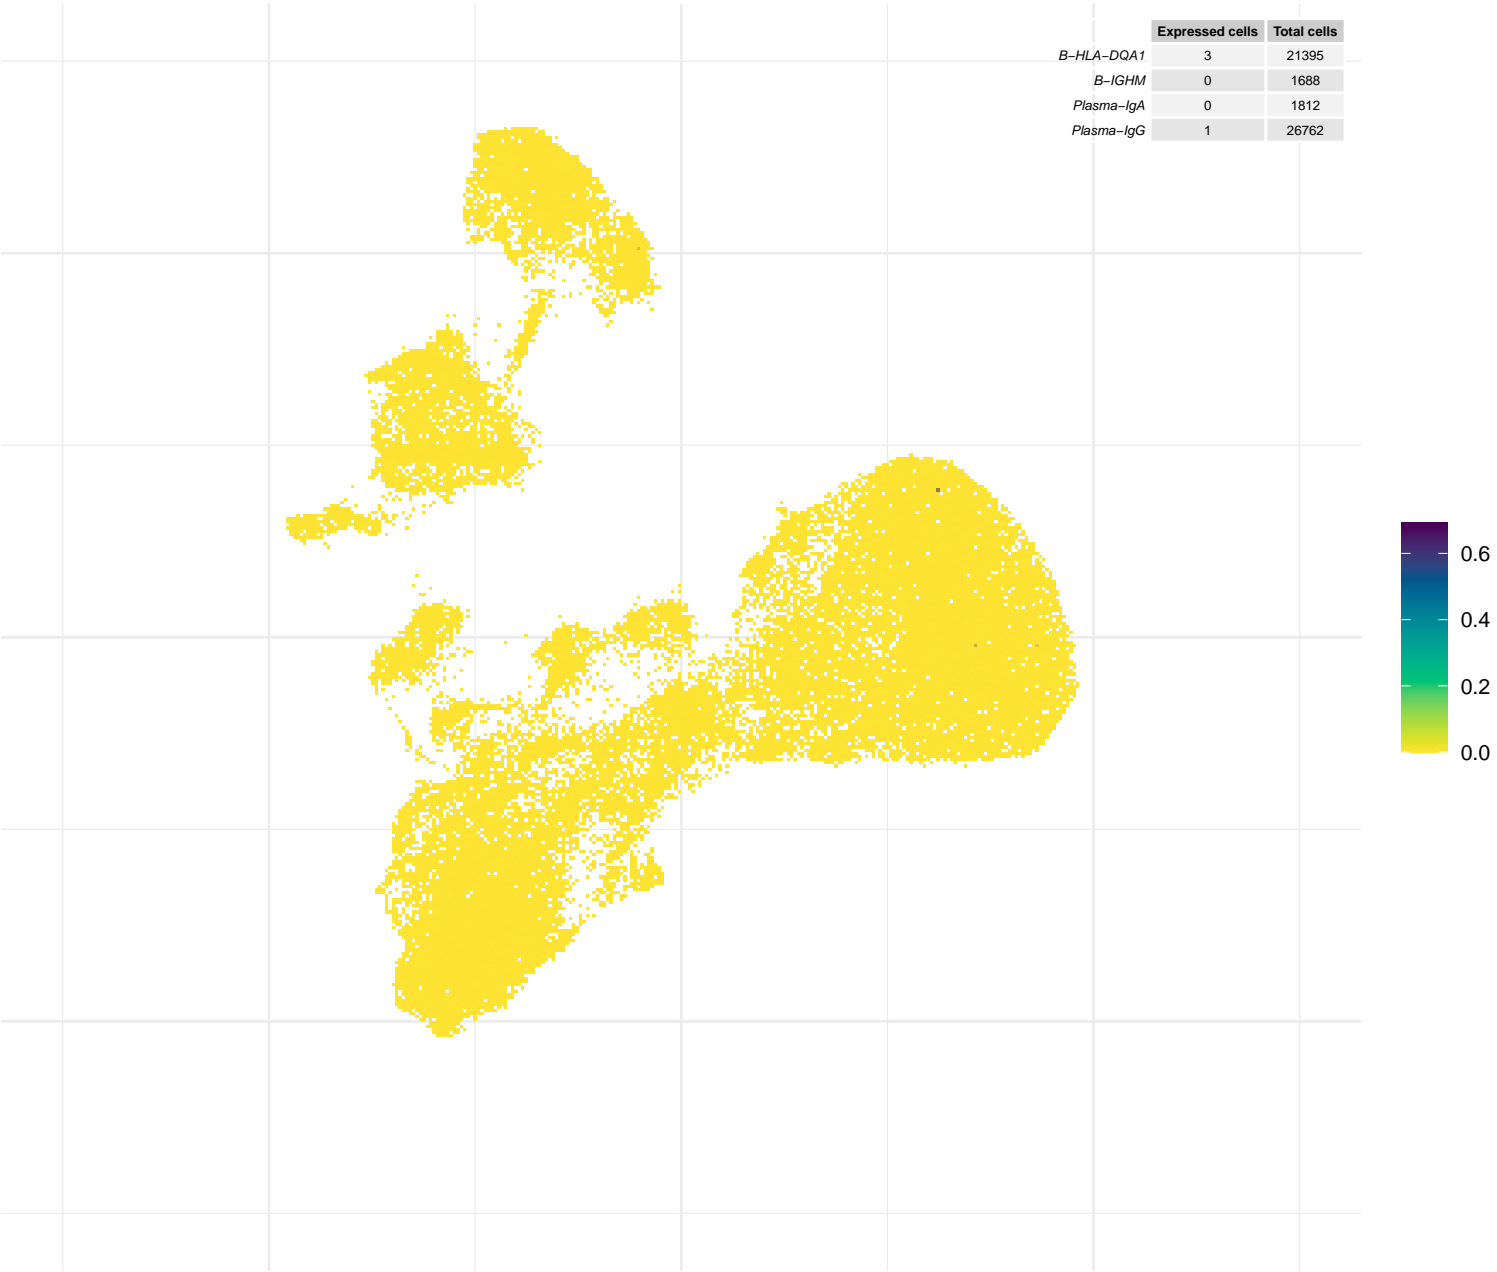 Expressed cells Total cells
B−HLA−DQA1 3 21395
B−IGHM 0 1688
Plasma−IgA 0 1812
Plasma−IgG 1 26762
0.6
0.4
0.2
0.0